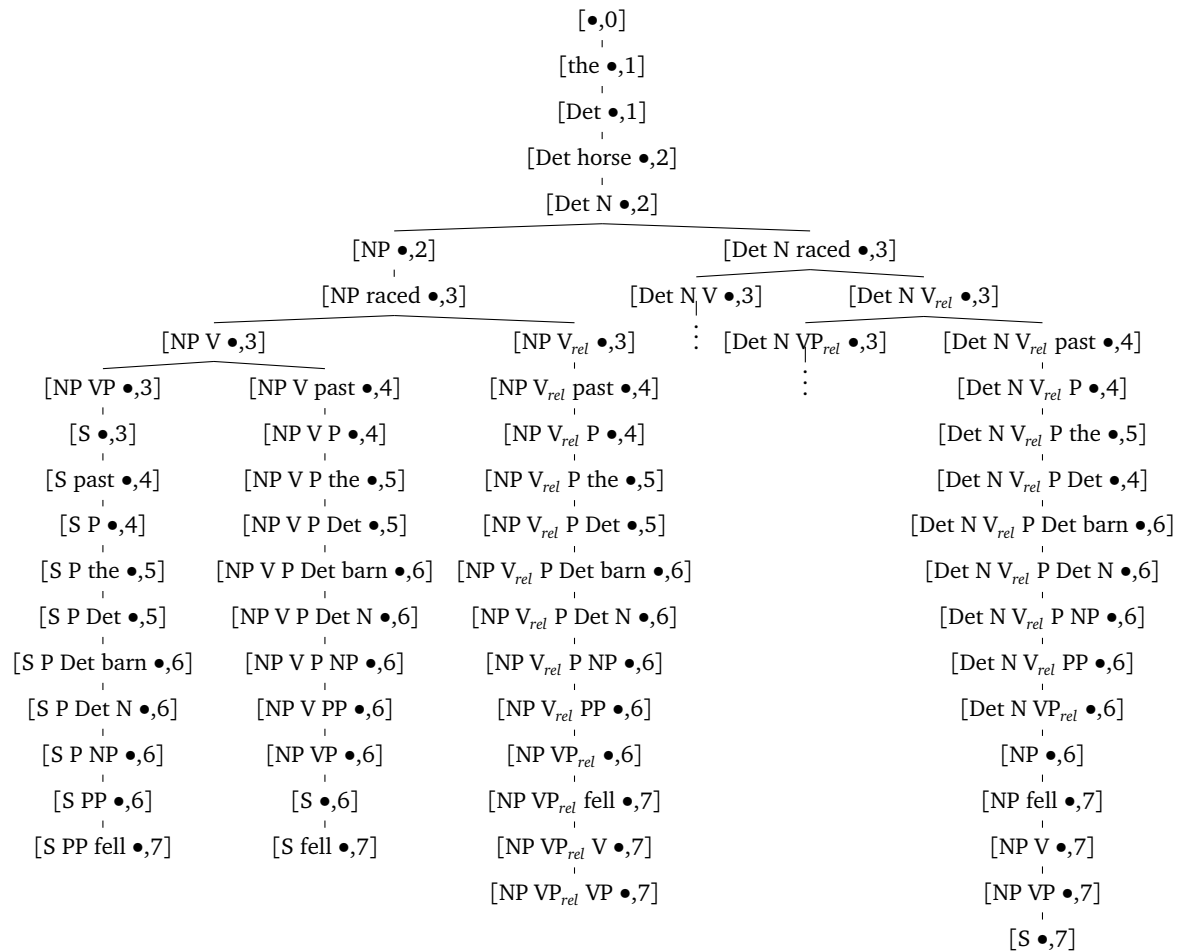 [●,0]
[the ●,1]
[Det ●,1]
[Det horse ●,2]
[Det N ●,2]
[NP ●,2] [Det N raced ●,3]
[NP raced ●,3] [Det N V ●,3] [Det N V_rel ●,3]
[NP V ●,3] [NP V_rel ●,3] ⋮ [Det N VP_rel ●,3] [Det N V_rel past ●,4]
[NP VP ●,3] [NP V past ●,4] [NP V_rel past ●,4] ⋮ [Det N V_rel P ●,4]
[S ●,3] [NP V P ●,4] [NP V_rel P ●,4] [Det N V_rel P the ●,5]
[S past ●,4] [NP V P the ●,5] [NP V_rel P the ●,5] [Det N V_rel P Det ●,4]
[S P ●,4] [NP V P Det ●,5] [NP V_rel P Det ●,5] [Det N V_rel P Det barn ●,6]
[S P the ●,5] [NP V P Det barn ●,6] [NP V_rel P Det barn ●,6] [Det N V_rel P Det N ●,6]
[S P Det ●,5] [NP V P Det N ●,6] [NP V_rel P Det N ●,6] [Det N V_rel P NP ●,6]
[S P Det barn ●,6] [NP V P NP ●,6] [NP V_rel P NP ●,6] [Det N V_rel PP ●,6]
[S P Det N ●,6] [NP V PP ●,6] [NP V_rel PP ●,6] [Det N VP_rel ●,6]
[S P NP ●,6] [NP VP ●,6] [NP VP_rel ●,6] [NP ●,6]
[S PP ●,6] [S ●,6] [NP VP_rel fell ●,7] [NP fell ●,7]
[S PP fell ●,7] [S fell ●,7] [NP VP_rel V ●,7] [NP V ●,7]
[NP VP_rel VP ●,7] [NP VP ●,7]
[S ●,7]